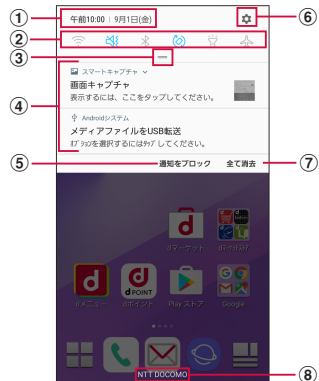 ① 午前10:00 | 9月1日(金) ⑥
②
③
スマートキャプチャ
画面キャプチャ
④ 表示するには、ここをタップしてください。
Androidシステム
メディアファイルをUSB転送
オプションを選択するにはタップしてください。
⑤ 通知をブロック 全て消去 ⑦
d
dマーケット
d
d POINT
dメニュー dポイント Play ストア Google
NTT DOCOMO ⑧